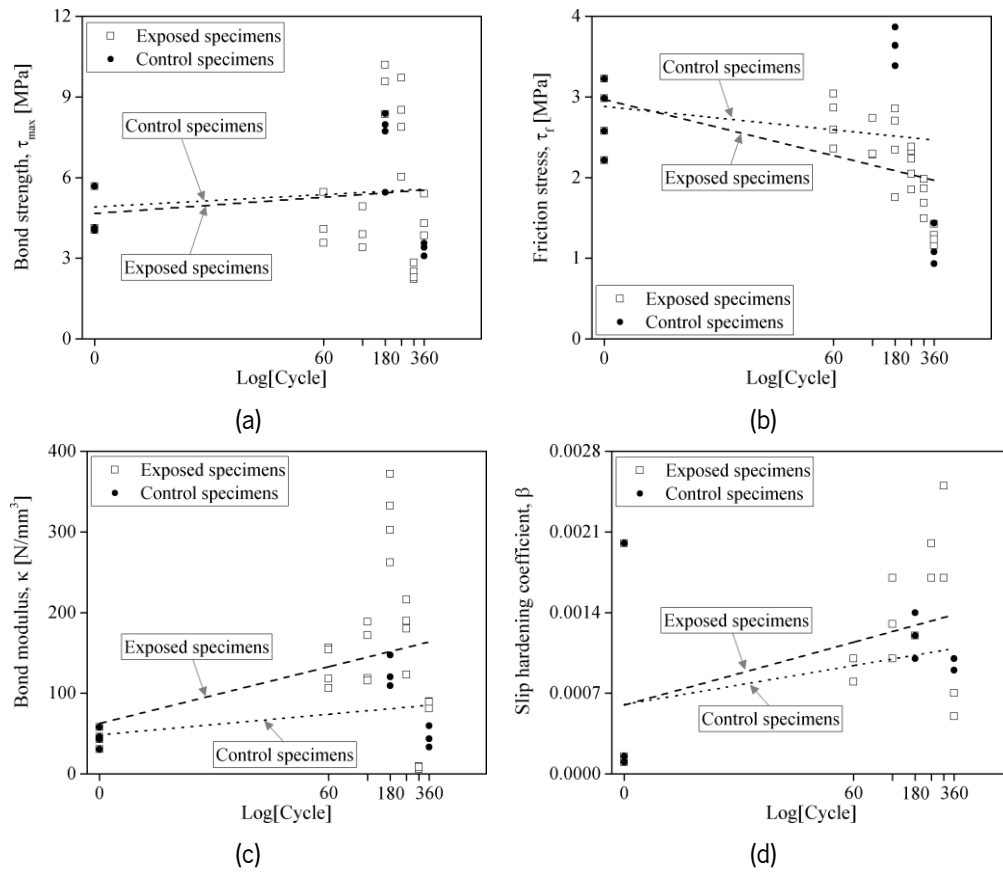 12
9
6
3
0
Bond strength, τmax [MPa]
Exposed specimens
Control specimens
Control specimens
Exposed specimens
0
60
180
360
Log[Cycle]
(a)
4
3
2
1
0
Friction stress, τf [MPa]
Control specimens
Exposed specimens
Exposed specimens
Control specimens
0
60
180
360
Log[Cycle]
(b)
400
300
200
100
0
Bond modulus, κ [N/mm³]
Exposed specimens
Control specimens
Exposed specimens
Control specimens
0
60
180
360
Log[Cycle]
(c)
0.0028
0.0021
0.0014
0.0007
0.0000
Slip hardening coefficient, β
Exposed specimens
Control specimens
Exposed specimens
Control specimens
0
60
180
360
Log[Cycle]
(d)